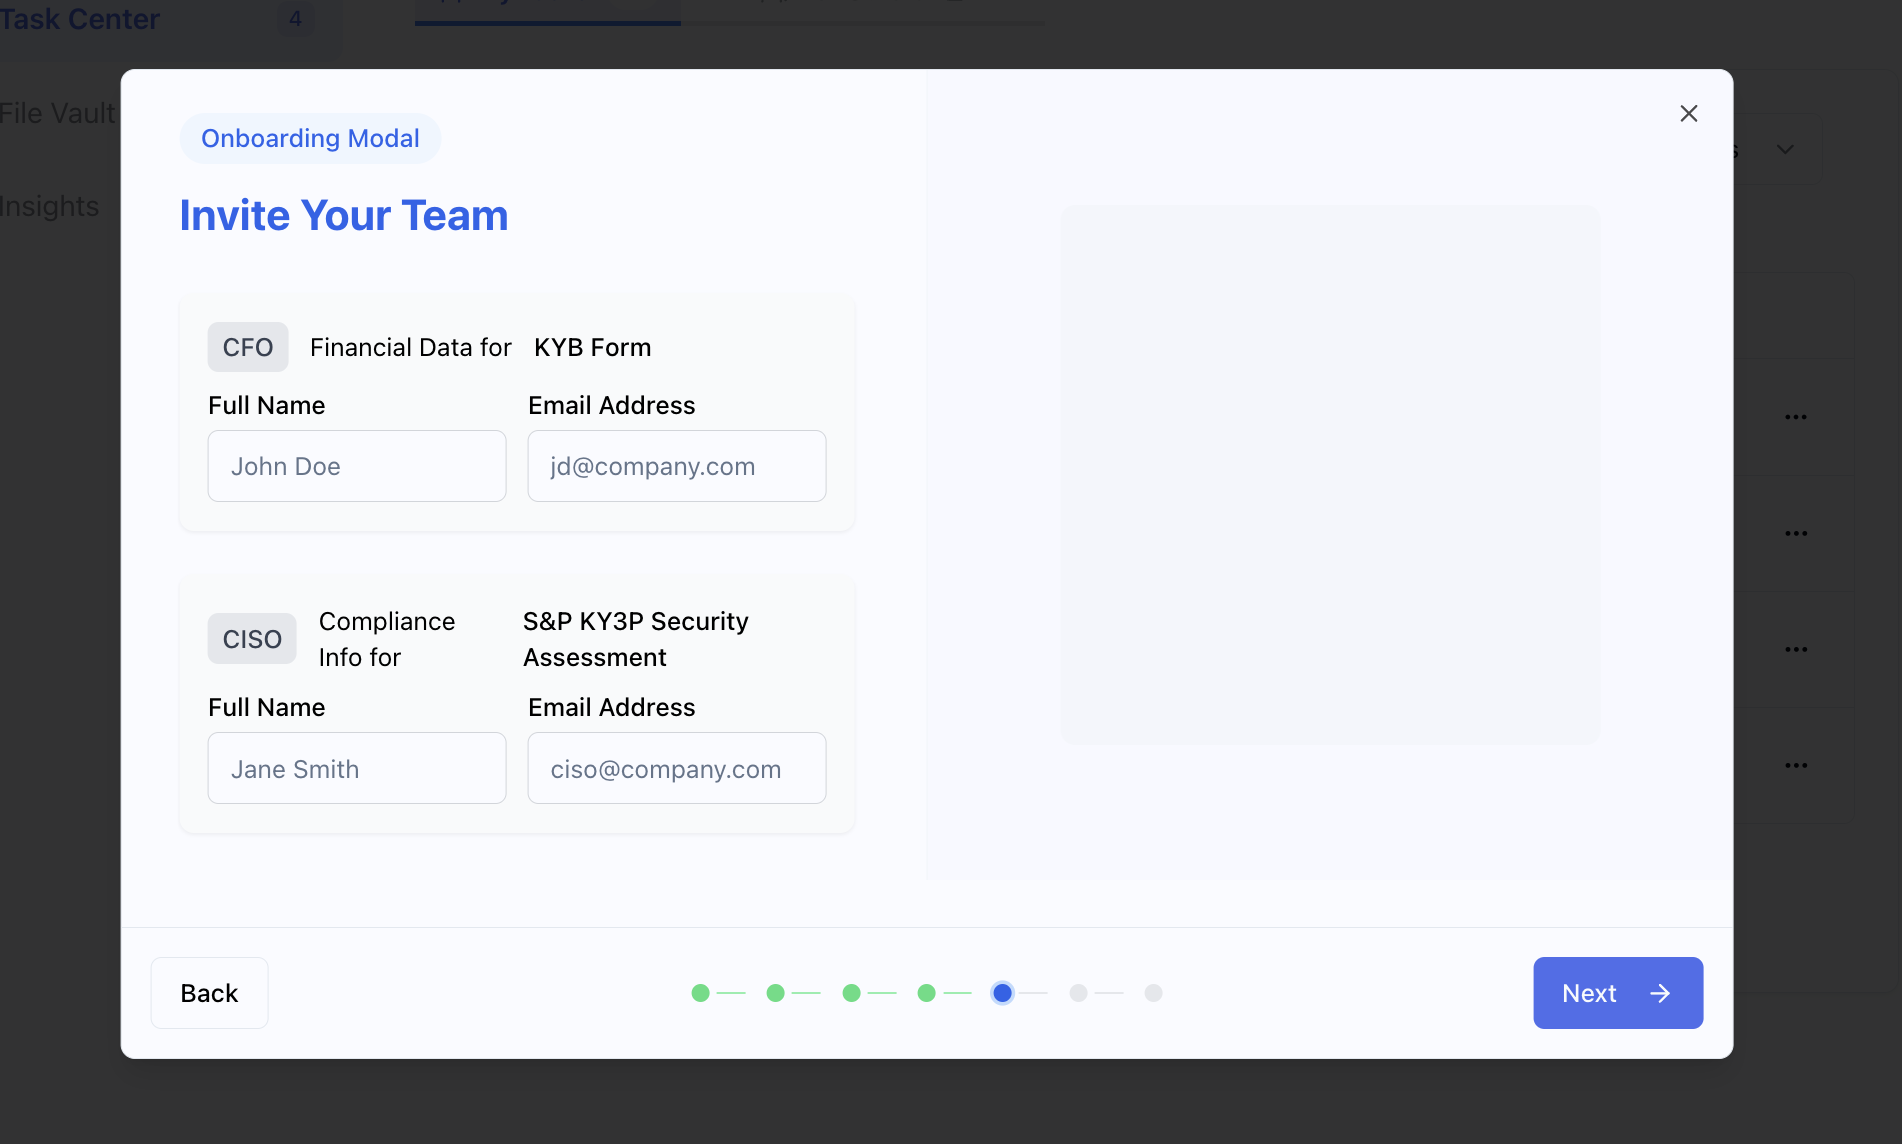 Task Center 4
File Vault
Insights
Onboarding Modal
Invite Your Team
CFO Financial Data for KYB Form
Full Name Email Address
John Doe jd@company.com
CISO Compliance Info for S&P KY3P Security Assessment
Full Name Email Address
Jane Smith ciso@company.com
Back
Next